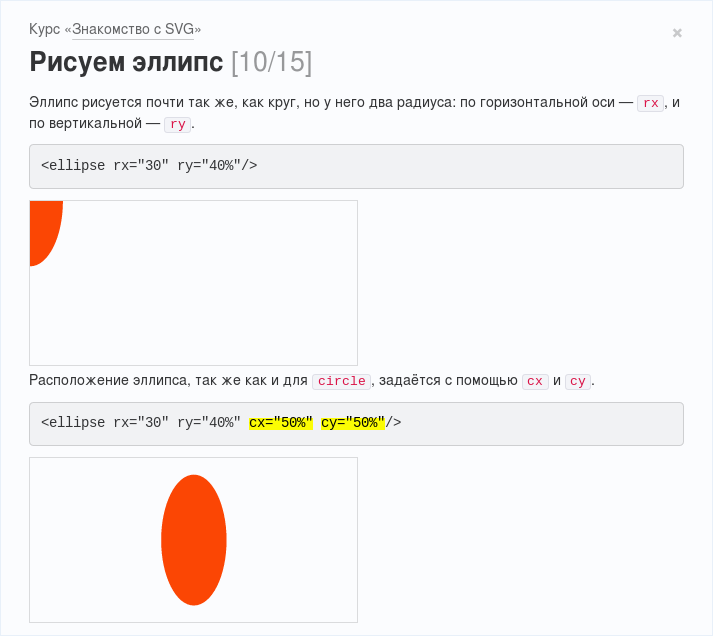 Курс «Знакомство с SVG»
×
Рисуем эллипс [10/15]
Эллипс рисуется почти так же, как круг, но у него два радиуса: по горизонтальной оси — rx, и
по вертикальной — ry.
<ellipse rx="30" ry="40%"/>
Расположение эллипса, так же как и для circle, задаётся с помощью cx и cy.
<ellipse rx="30" ry="40%" cx="50%" cy="50%"/>